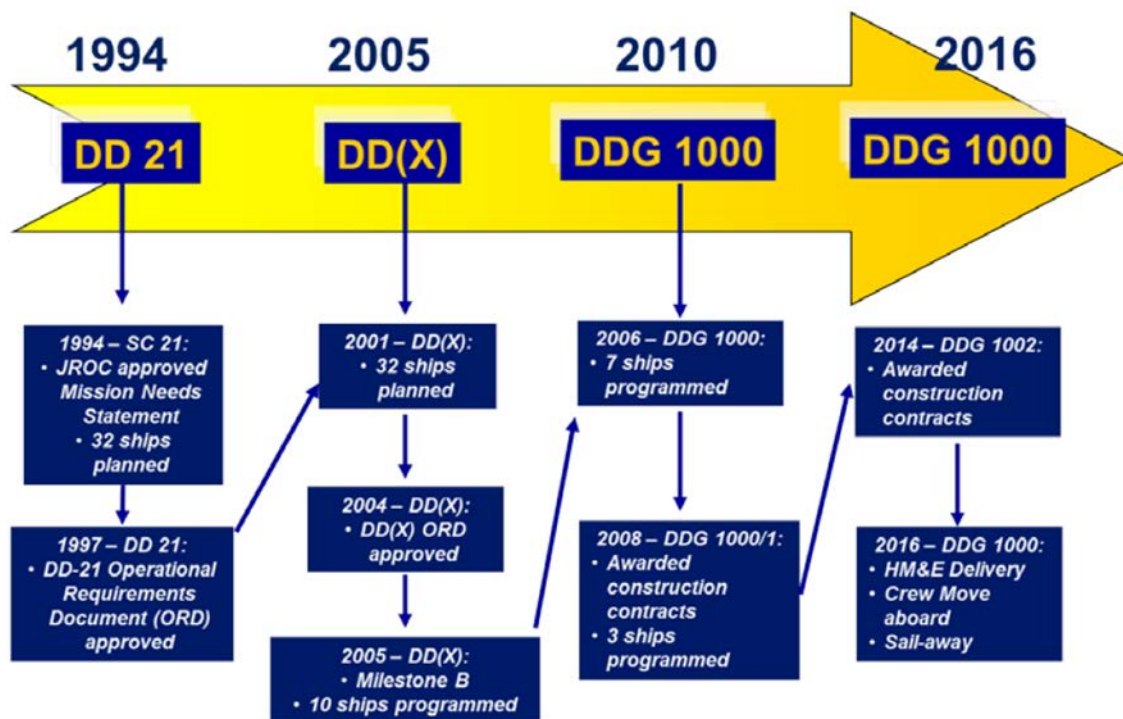 1994
2005
2010
2016
DD 21
DD(X)
DDG 1000
DDG 1000
1994 – SC 21:
• JROC approved
Mission Needs
Statement
• 32 ships
planned
1997 – DD 21:
• DD-21 Operational
Requirements
Document (ORD)
approved
2001 – DD(X):
• 32 ships
planned
2004 – DD(X):
• DD(X) ORD
approved
2005 – DD(X):
• Milestone B
• 10 ships programmed
2006 – DDG 1000:
• 7 ships
programmed
2008 – DDG 1000/1:
• Awarded
construction
contracts
• 3 ships
programmed
2014 – DDG 1002:
• Awarded
construction
contracts
2016 – DDG 1000:
• HM&E Delivery
• Crew Move
aboard
• Sail-away